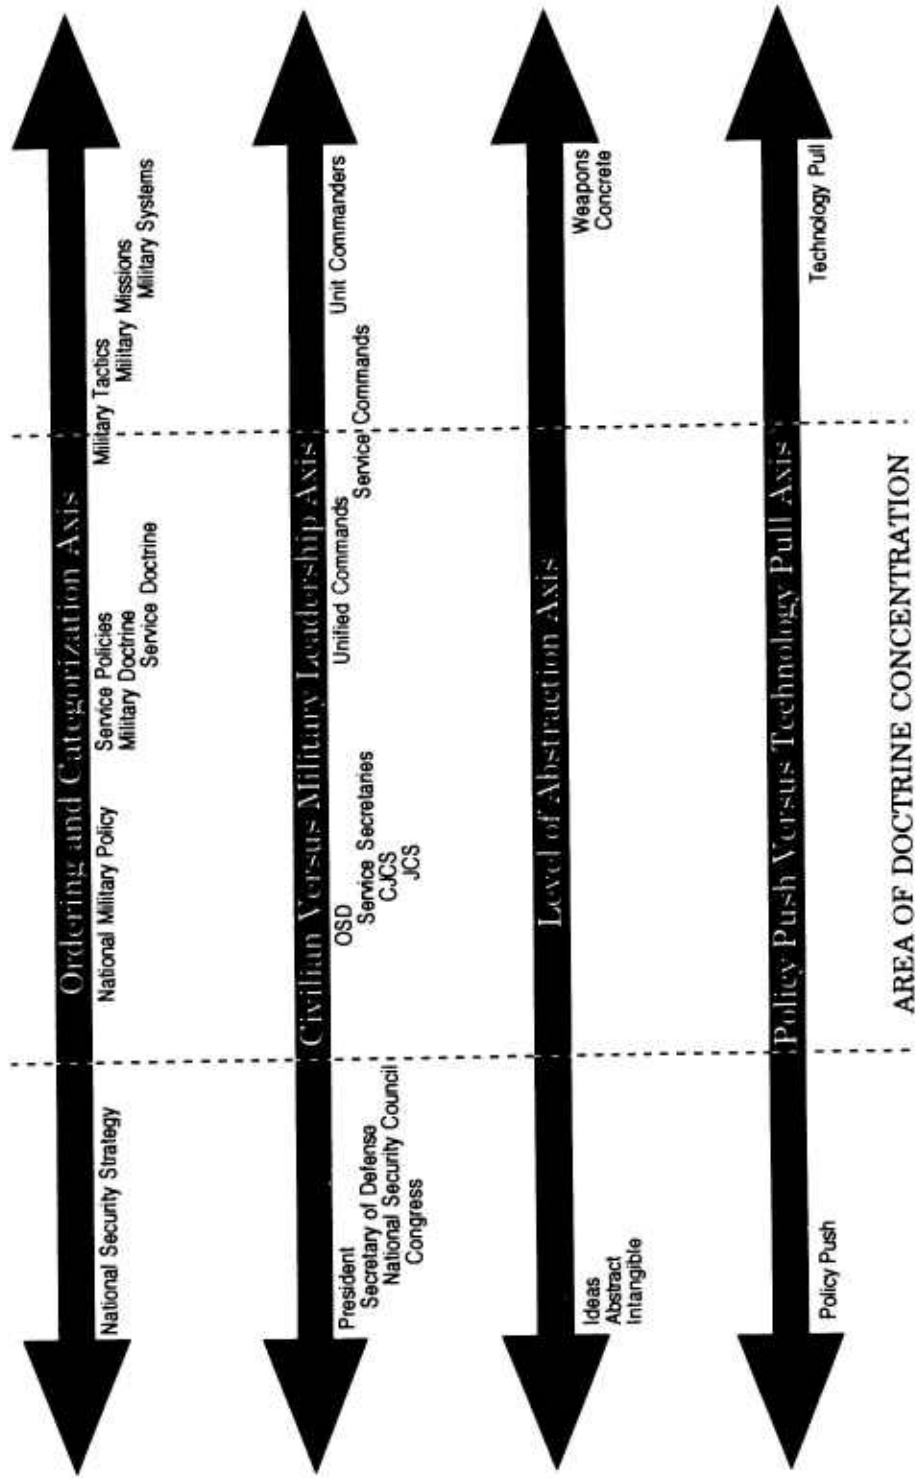 Ordering and Categorization Axis
National Security Strategy
National Military Policy
Service Policies
Military Doctrine
Service Doctrine
Military Tactics
Military Missions
Military Systems
Civilian Versus Military Leadership Axis
President
Secretary of Defense
National Security Council
Congress
OSD
Service Secretaries
CJCS
JCS
Unified Commands
Service Commands
Unit Commanders
Level of Abstraction Axis
Ideas
Abstract
Intangible
Weapons
Concrete
Policy Push Versus Technology Pull Axis
Policy Push
Technology Pull
AREA OF DOCTRINE CONCENTRATION